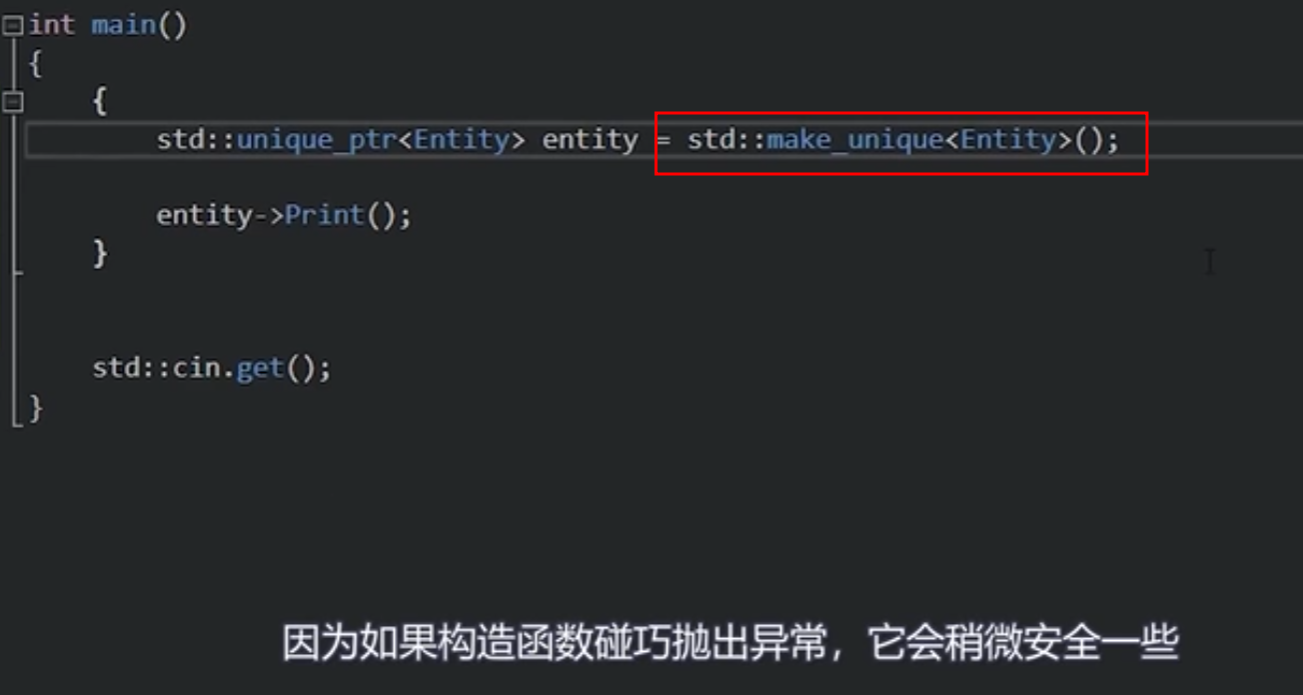 int main()
{
{
std::unique_ptr<Entity> entity = std::make_unique<Entity>();
entity->Print();
}
std::cin.get();
}
因为如果构造函数碰巧抛出异常，它会稍微安全一些